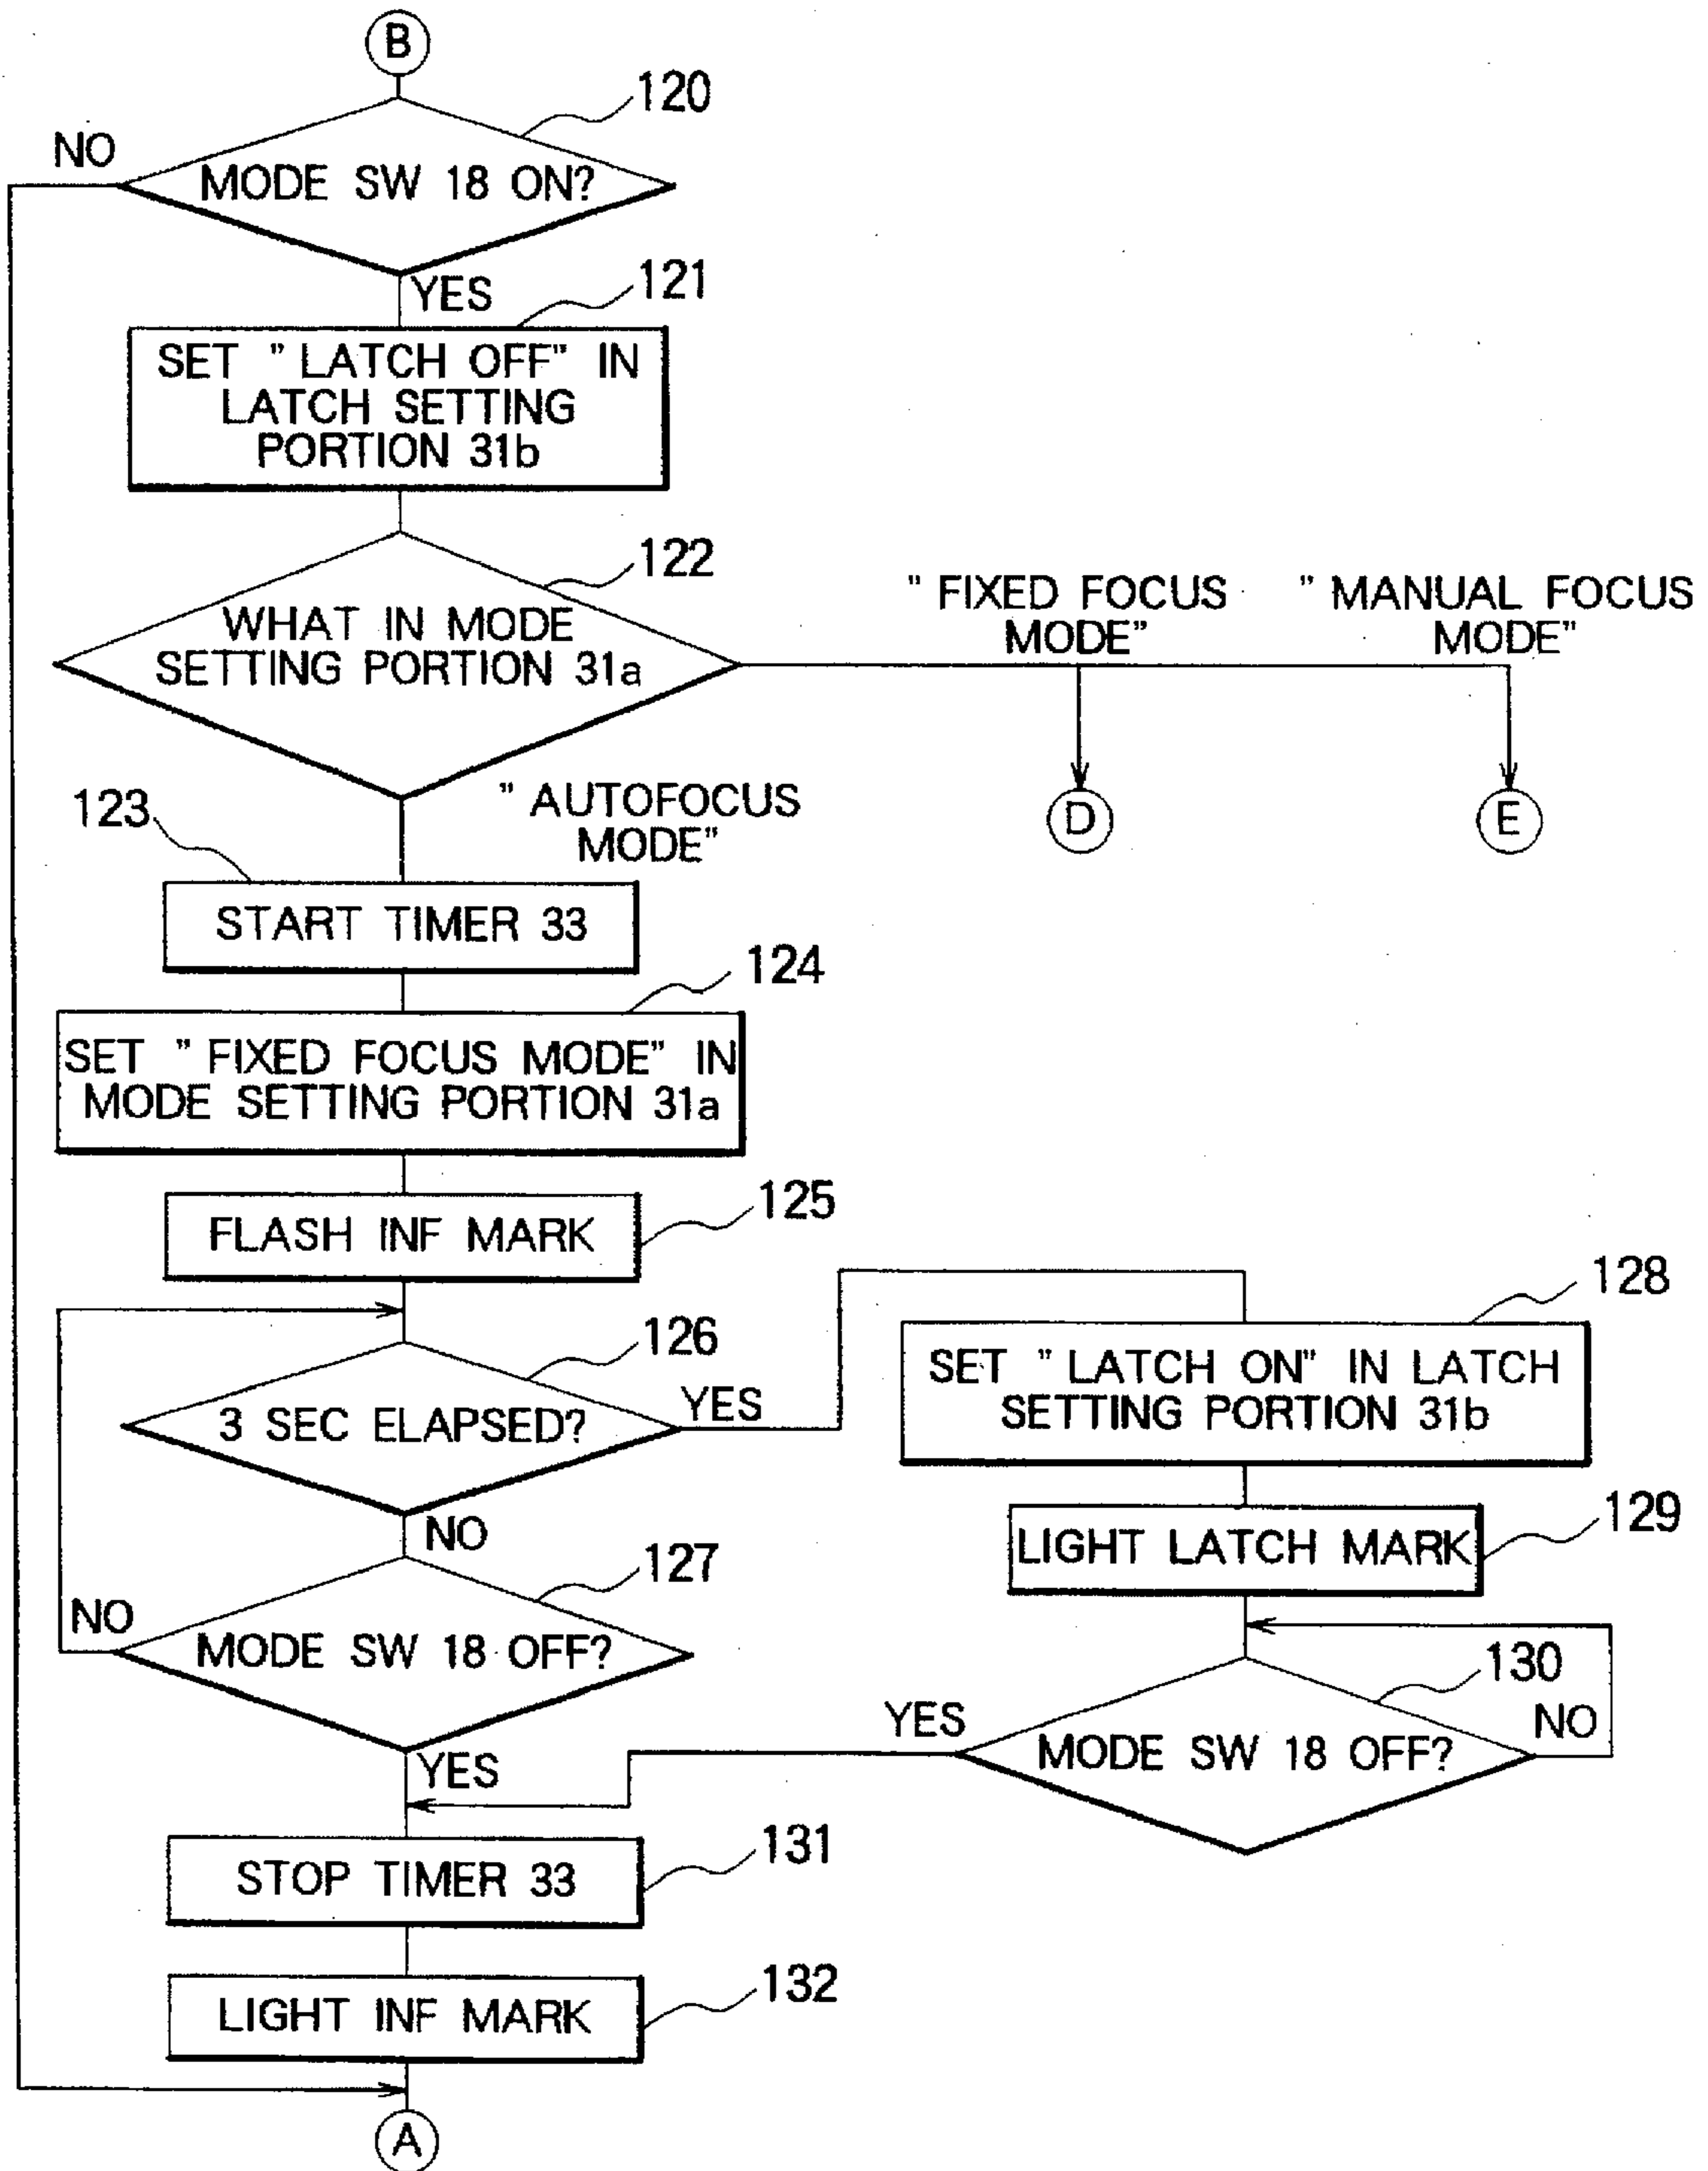 B
120
NO
MODE SW 18 ON?
YES
121
SET " LATCH OFF" IN
LATCH SETTING
PORTION 31b
122
WHAT IN MODE
SETTING PORTION 31a
" FIXED FOCUS
MODE"
" MANUAL FOCUS
MODE"
D
E
" AUTOFOCUS
MODE"
123
START TIMER 33
124
SET " FIXED FOCUS MODE" IN
MODE SETTING PORTION 31a
125
FLASH INF MARK
126
3 SEC ELAPSED?
YES
NO
128
SET " LATCH ON" IN LATCH
SETTING PORTION 31b
129
LIGHT LATCH MARK
127
NO
MODE SW 18 OFF?
YES
130
YES
MODE SW 18 OFF?
NO
131
STOP TIMER 33
132
LIGHT INF MARK
A